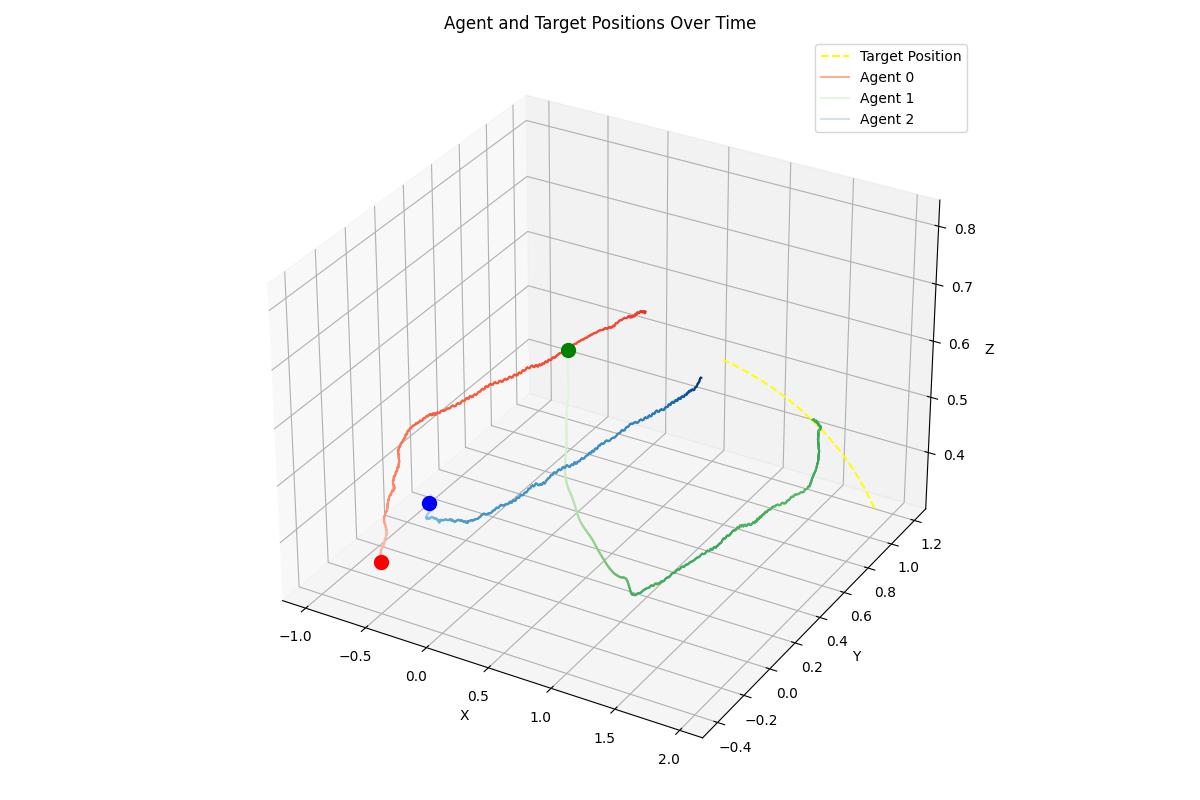 Agent and Target Positions Over Time
Target Position
Agent 0
Agent 1
Agent 2
0.8
0.7
Z
0.6
0.5
0.4
1.2
1.0
0.8
0.6
0.4
Y
0.2
0.0
−0.2
−0.4
−1.0
−0.5
0.0
0.5
X
1.0
1.5
2.0